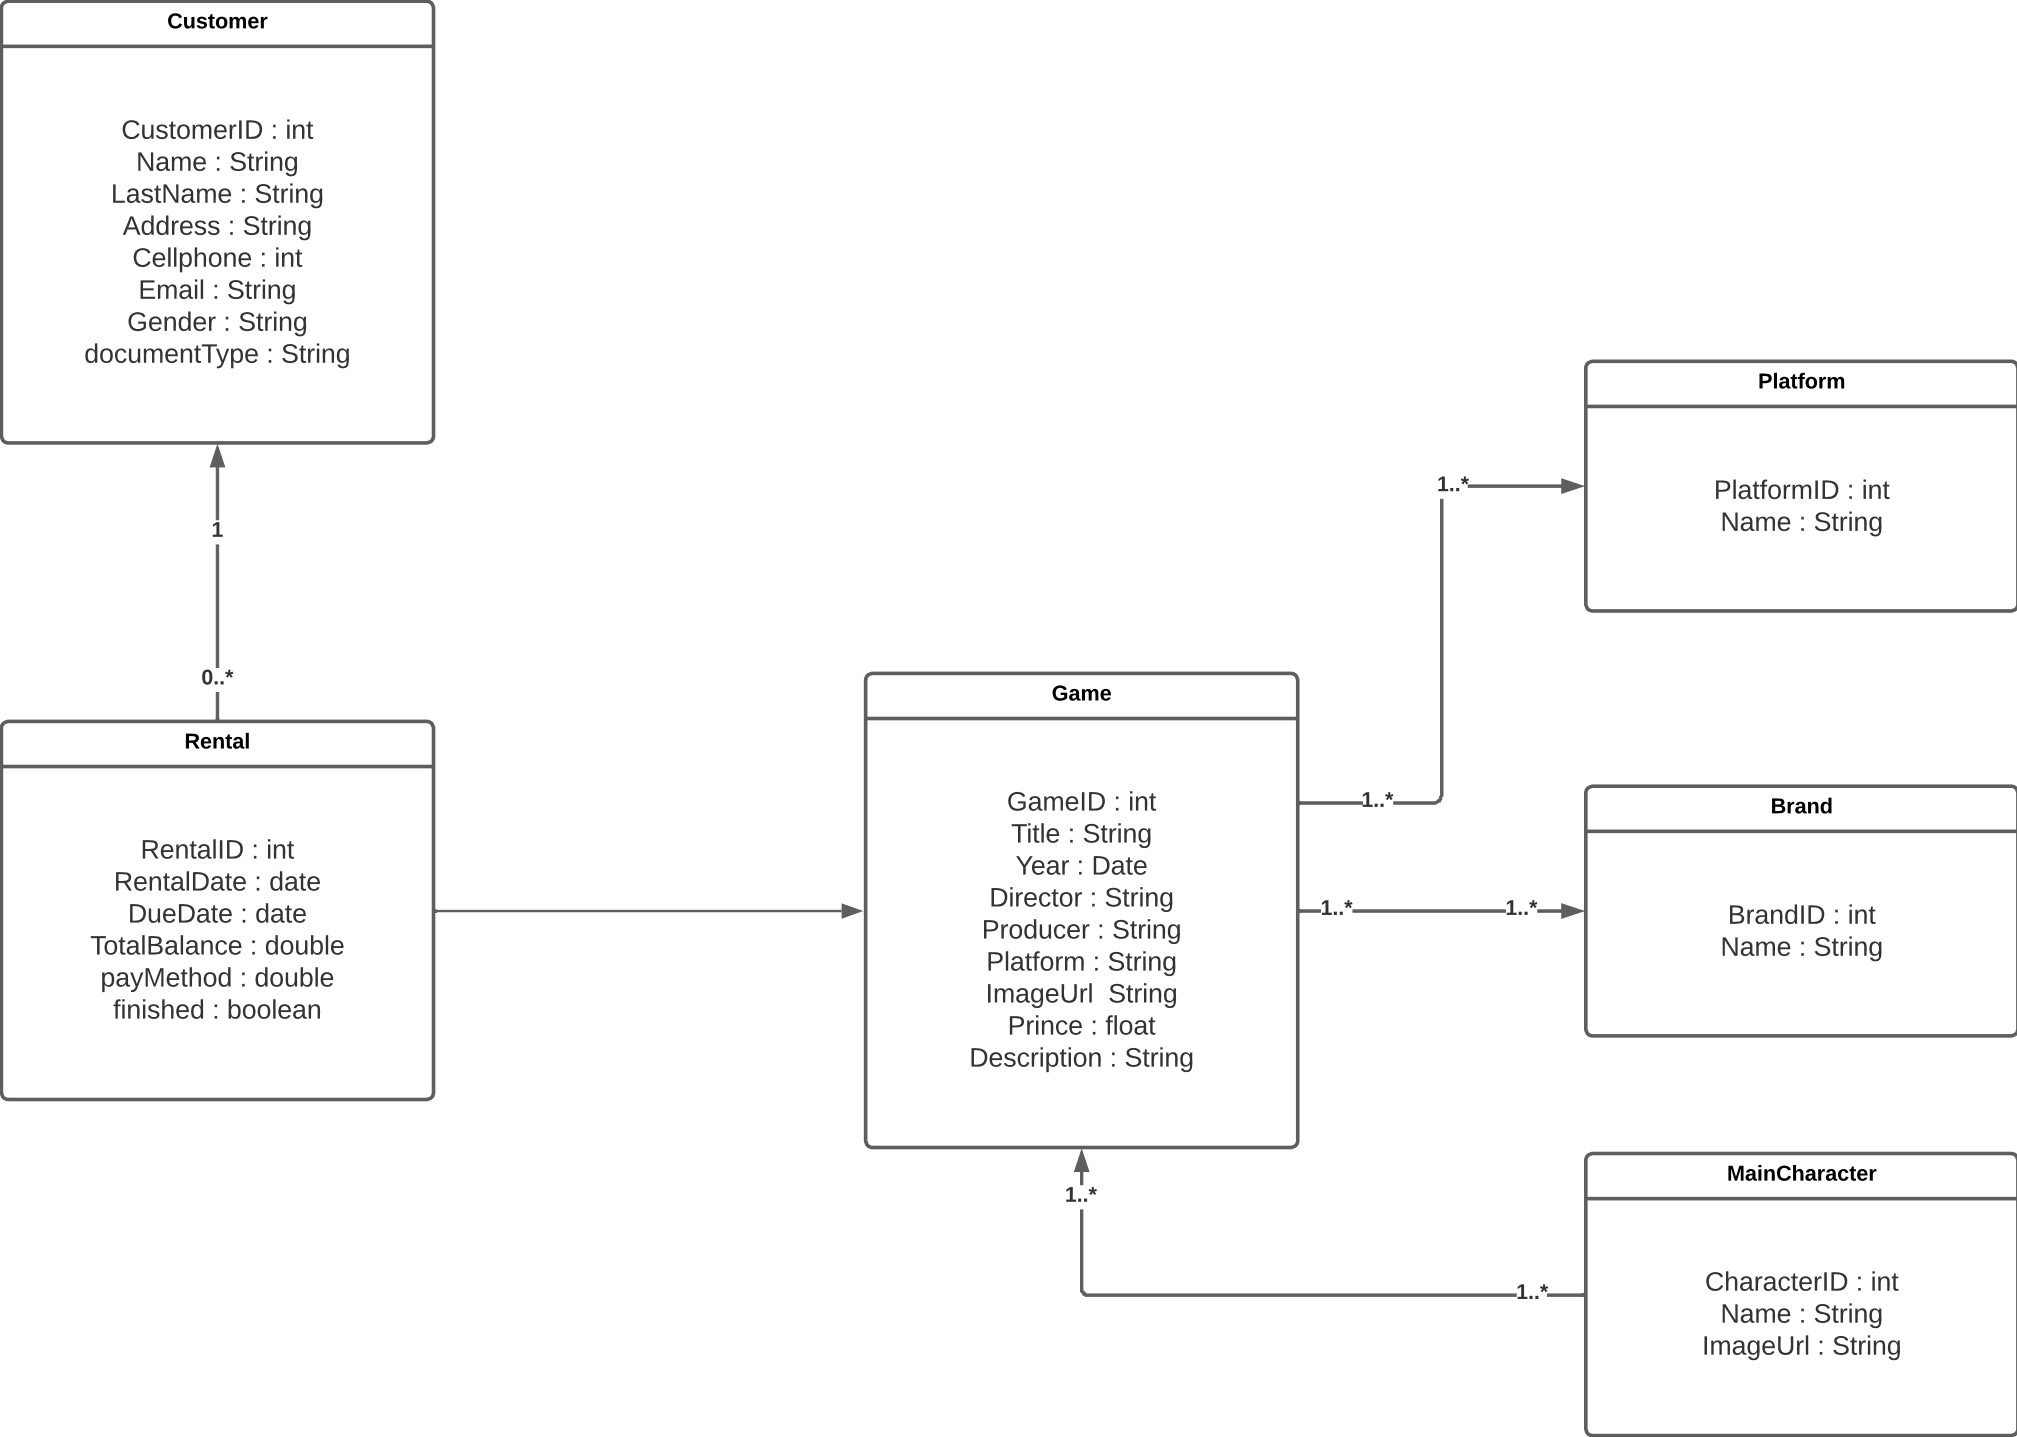 Customer
CustomerID : int
Name : String
LastName : String
Address : String
Cellphone : int
Email : String
Gender : String
documentType : String
1
0..*
Rental
RentalID : int
RentalDate : date
DueDate : date
TotalBalance : double
payMethod : double
finished : boolean
Game
GameID : int
Title : String
Year : Date
Director : String
Producer : String
Platform : String
ImageUrl  String
Prince : float
Description : String
1..*
1..*
Platform
PlatformID : int
Name : String
1..*
1..*
Brand
BrandID : int
Name : String
1..*
1..*
MainCharacter
CharacterID : int
Name : String
ImageUrl : String